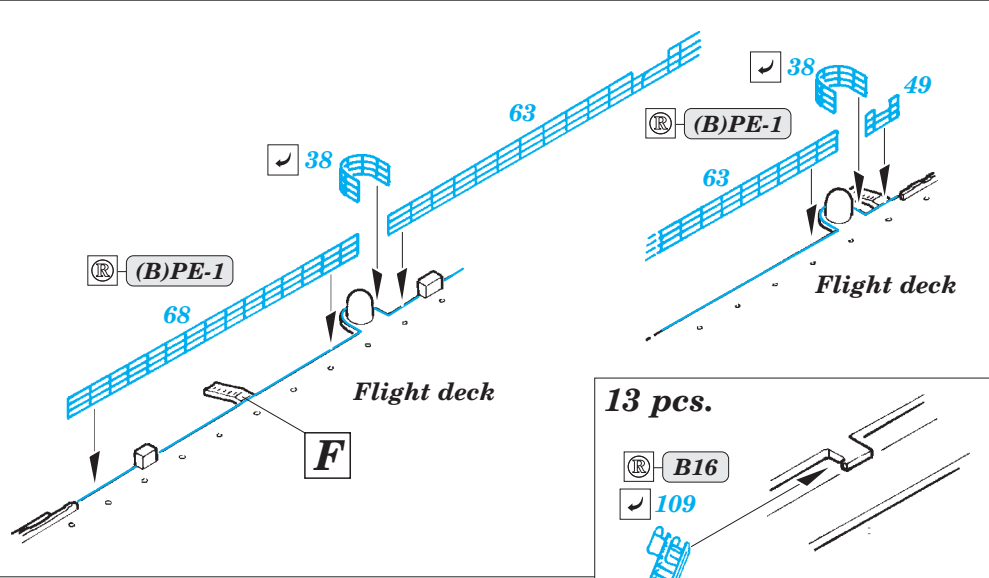 63
38
Ⓡ (B)PE-1
68
Flight deck
F
38
49
Ⓡ (B)PE-1
63
Flight deck
13 pcs.
Ⓡ B16
109